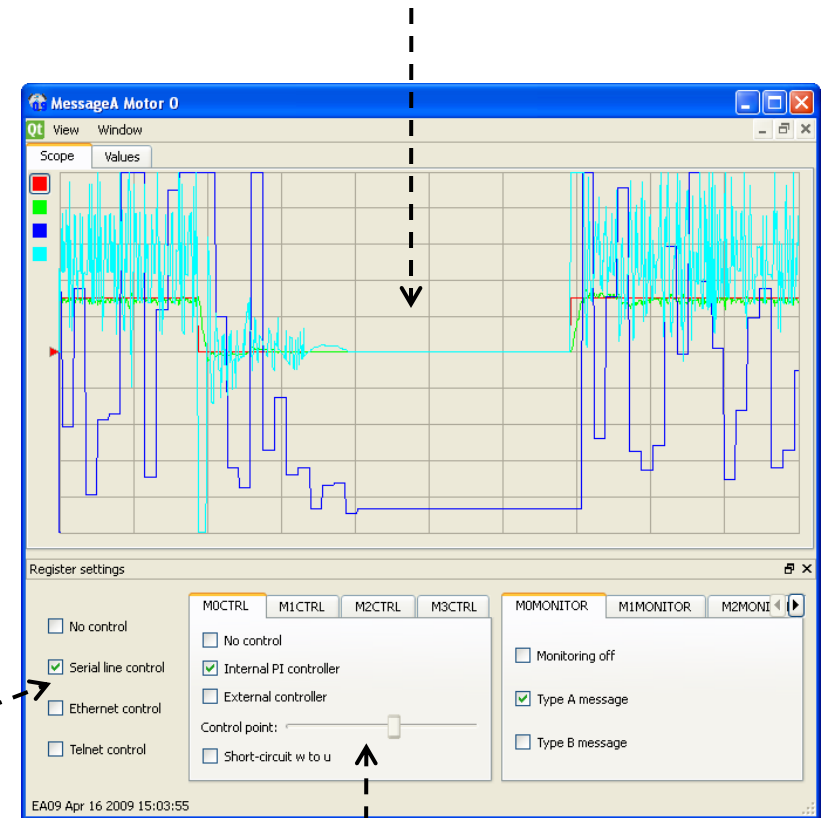 MessageA Motor 0
Qt View Window
Scope Values
Register settings
No control
Serial line control
Ethernet control
Telnet control
M0CTRL M1CTRL M2CTRL M3CTRL
No control
Internal PI controller
External controller
Control point:
Short-circuit w to u
M0MONITOR M1MONITOR M2MONI
Monitoring off
Type A message
Type B message
EA09 Apr 16 2009 15:03:55